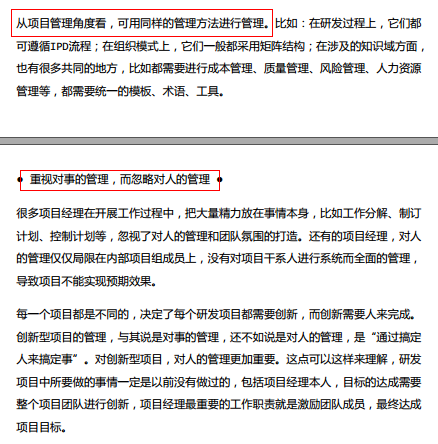 从项目管理角度看，可用同样的管理方法进行管理。比如：在研发过程上，它们都
可遵循IPD流程；在组织模式上，它们一般都采用矩阵结构；在涉及的知识域方面，
也有很多共同的地方，比如都需要进行成本管理、质量管理、风险管理、人力资源
管理等，都需要统一的模板、术语、工具。
重视对事的管理，而忽略对人的管理
很多项目经理在开展工作过程中，把大量精力放在事情本身，比如工作分解、制订
计划、控制计划等，忽视了对人的管理和团队氛围的打造。还有的项目经理，对人
的管理仅仅局限在内部项目组成员上，没有对项目干系人进行系统而全面的管理，
导致项目不能实现预期效果。
每一个项目都是不同的，决定了每个研发项目都需要创新，而创新需要人来完成。
创新型项目的管理，与其说是对事的管理，还不如说是对人的管理，是“通过搞定
人来搞定事”。对创新型项目，对人的管理更加重要。这点可以这样来理解，研发
项目中所要做的事情一定是以前没有做过的，包括项目经理本人，目标的达成需要
整个项目团队进行创新，项目经理最重要的工作职责就是激励团队成员，最终达成
项目目标。